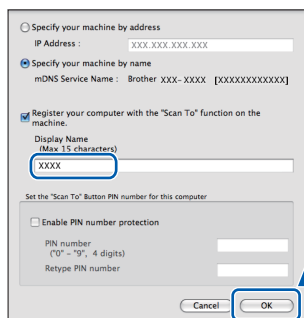 Specify your machine by address
IP Address : XXX.XXX.XXX.XXX
Specify your machine by name
mDNS Service Name : Brother XXX-XXXX [XXXXXXXXXXXX]
Register your computer with the "Scan To" function on the
machine.
Display Name
(Max 15 characters)
XXXX
Set the "Scan To" Button PIN number for this computer
Enable PIN number protection
PIN number
("0" - "9", 4 digits)
Retype PIN number
Cancel OK